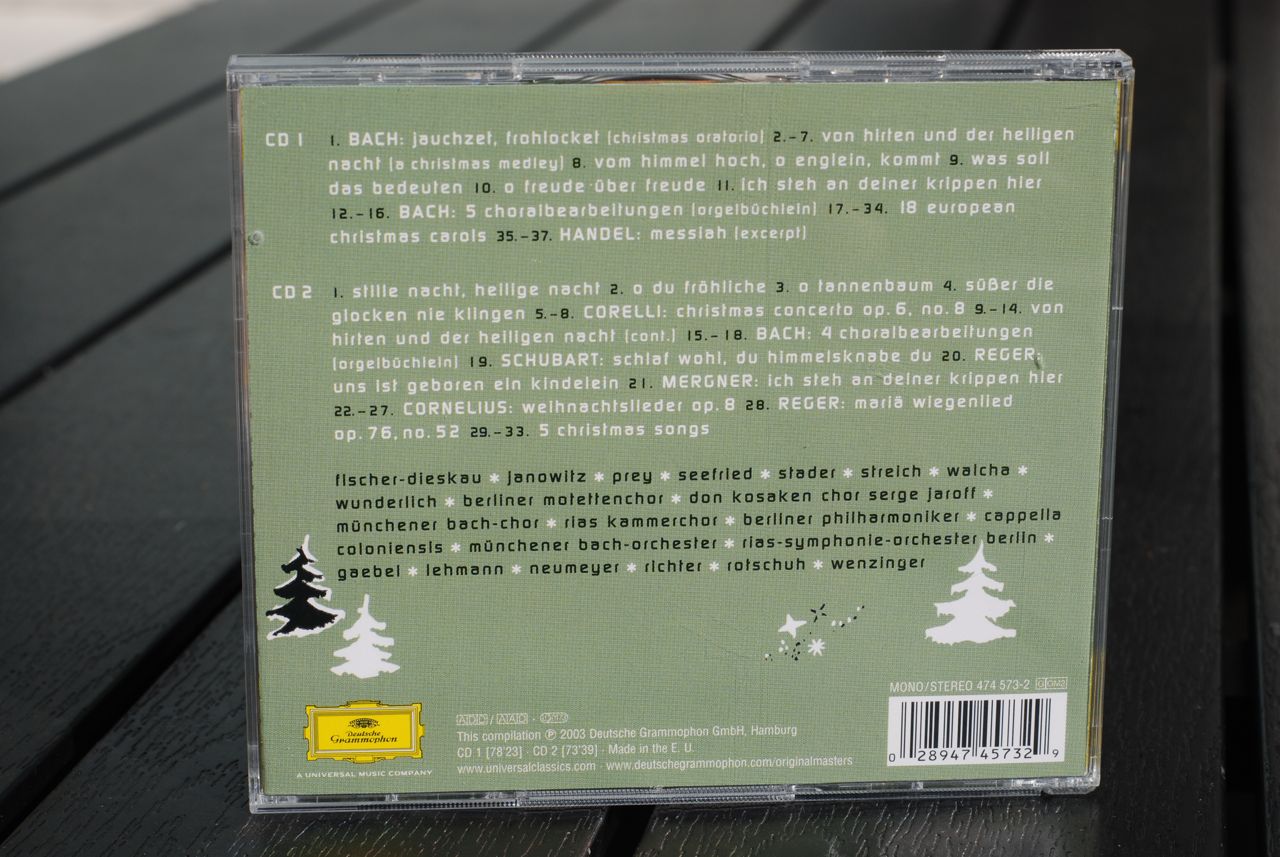 CD 1 1. BACH: jauchzet, frohlocket (christmas oratorio) 2.–7. von hirten und der heiligen
nacht (a christmas medley) 8. vom himmel hoch, o englein, kommt 9. was soll
das bedeuten 10. o freude über freude 11. ich steh an deiner krippen hier
12.–16. BACH: 5 choralbearbeitungen (orgelbüchlein) 17.–34. 18 european
christmas carols 35.–37. HANDEL: messiah (excerpt)
CD 2 1. stille nacht, heilige nacht 2. o du fröhliche 3. o tannenbaum 4. süßer die
glocken nie klingen 5.–8. CORELLI: christmas concerto op. 6, no. 8 9.–14. von
hirten und der heiligen nacht (cont.) 15.–18. BACH: 4 choralbearbeitungen
(orgelbüchlein) 19. SCHUBART: schlaf wohl, du himmelsknabe du 20. REGER:
uns ist geboren ein kindelein 21. MERGNER: ich steh an deiner krippen hier
22.–27. CORNELIUS: weihnachtslieder op. 8 28. REGER: mariä wiegenlied
op. 76, no. 52 29.–33. 5 christmas songs
fischer-dieskau * janowitz * prey * seefried * stader * streich * walcha *
wunderlich * berliner motettenchor * don kosaken chor serge jaroff *
münchener bach-chor * rias kammerchor * berliner philharmoniker * cappella
coloniensis * münchener bach-orchester * rias-symphonie-orchester berlin *
gaebel * lehmann * neumeyer * richter * rotschuh * wenzinger
MONO/STEREO 474 573-2 GM2
Deutsche
Grammophon
A UNIVERSAL MUSIC COMPANY
ADD / AAD ·
This compilation ℗ 2003 Deutsche Grammophon GmbH, Hamburg
CD 1 [78'23] · CD 2 [73'39] · Made in the E. U.
www.universalclassics.com · www.deutschegrammophon.com/originalmasters
0 28947 45732 9